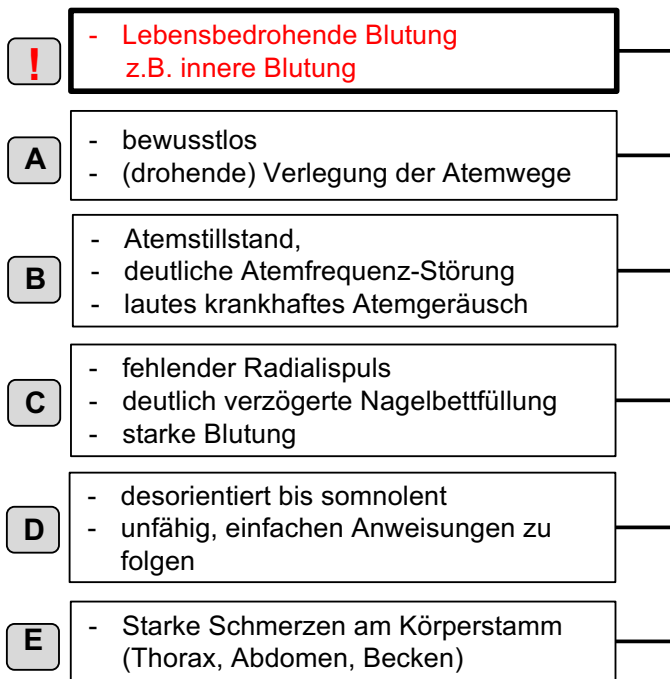 ! - Lebensbedrohende Blutung
z.B. innere Blutung
A - bewusstlos
- (drohende) Verlegung der Atemwege
B - Atemstillstand,
- deutliche Atemfrequenz-Störung
- lautes krankhaftes Atemgeräusch
C - fehlender Radialispuls
- deutlich verzögerte Nagelbettfüllung
- starke Blutung
D - desorientiert bis somnolent
- unfähig, einfachen Anweisungen zu
folgen
E - Starke Schmerzen am Körperstamm
(Thorax, Abdomen, Becken)